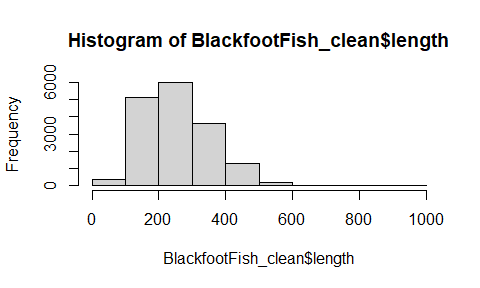 Histogram of BlackfootFish_clean$length
Frequency
6000
3000
0
0 200 400 600 800 1000
BlackfootFish_clean$length